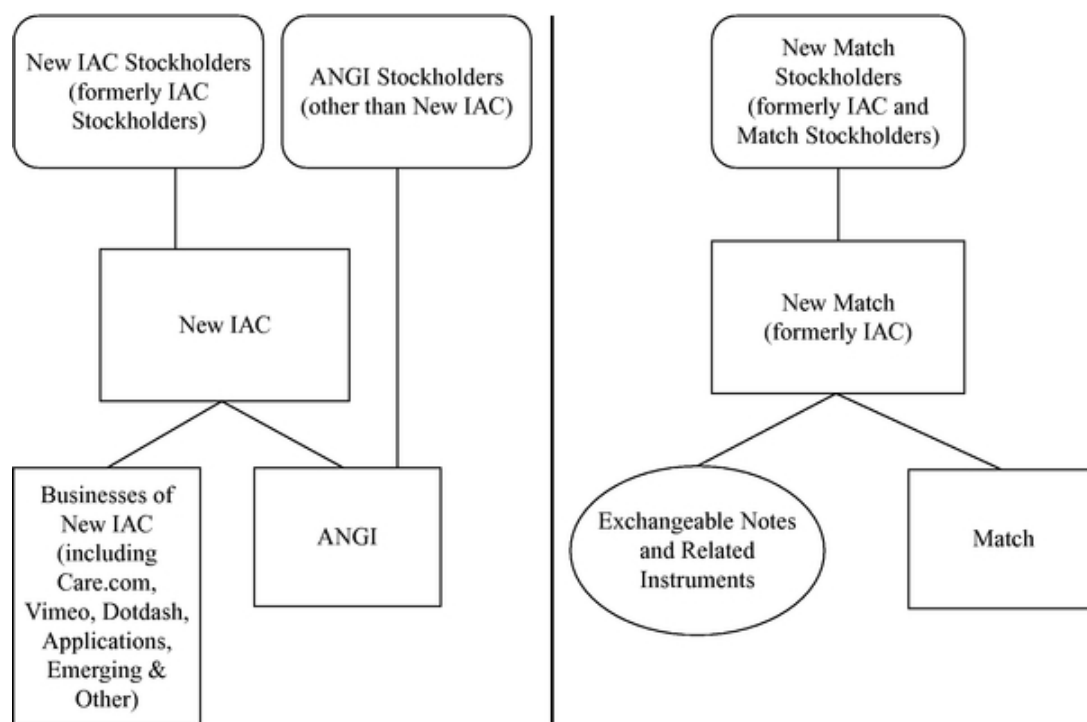 New IAC Stockholders
(formerly IAC
Stockholders)
ANGI Stockholders
(other than New IAC)
New Match
Stockholders
(formerly IAC and
Match Stockholders)
New IAC
New Match
(formerly IAC)
Businesses of
New IAC
(including
Care.com,
Vimeo, Dotdash,
Applications,
Emerging &
Other)
ANGI
Exchangeable Notes
and Related
Instruments
Match